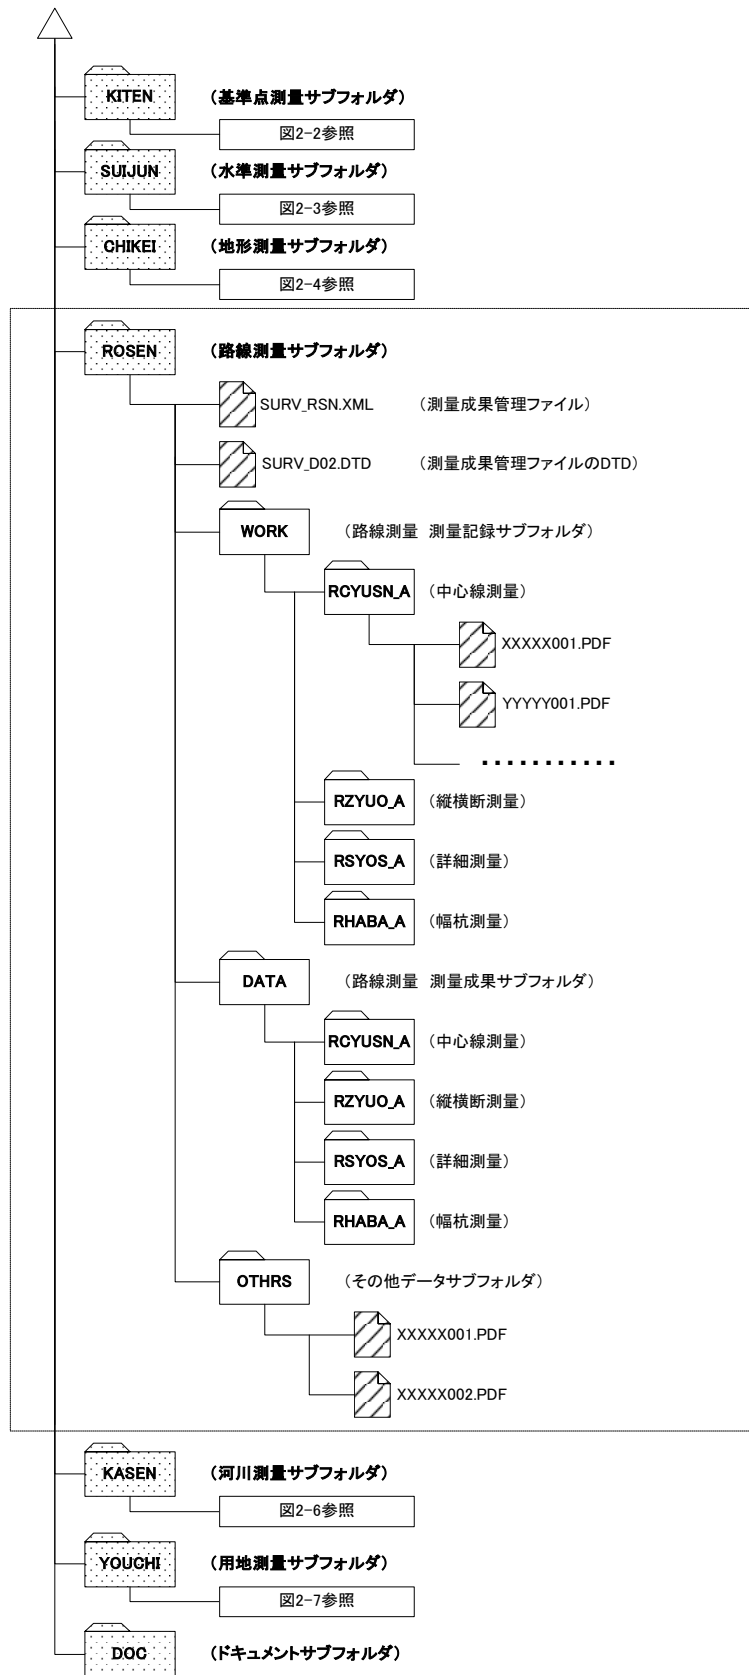 KITEN （基準点測量サブフォルダ）
図2-2参照
SUIJUN （水準測量サブフォルダ）
図2-3参照
CHIKEI （地形測量サブフォルダ）
図2-4参照
ROSEN （路線測量サブフォルダ）
SURV_RSN.XML （測量成果管理ファイル）
SURV_D02.DTD （測量成果管理ファイルのDTD）
WORK （路線測量 測量記録サブフォルダ）
RCYUSN_A （中心線測量）
XXXXX001.PDF
YYYYY001.PDF
・・・・・・・・・・・
RZYUO_A （縦横断測量）
RSYOS_A （詳細測量）
RHABA_A （幅杭測量）
DATA （路線測量 測量成果サブフォルダ）
RCYUSN_A （中心線測量）
RZYUO_A （縦横断測量）
RSYOS_A （詳細測量）
RHABA_A （幅杭測量）
OTHRS （その他データサブフォルダ）
XXXXX001.PDF
XXXXX002.PDF
KASEN （河川測量サブフォルダ）
図2-6参照
YOUCHI （用地測量サブフォルダ）
図2-7参照
DOC （ドキュメントサブフォルダ）